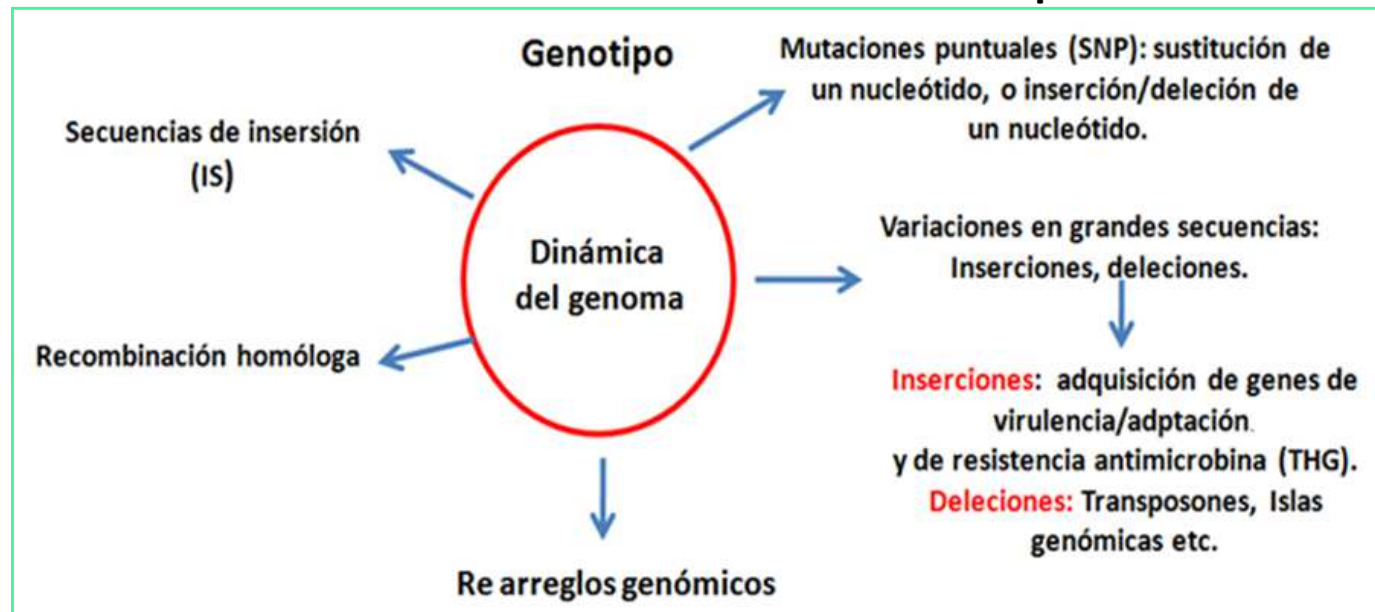 Genotipo
Mutaciones puntuales (SNP): sustitución de
un nucleótido, o inserción/deleción de
un nucleótido.
Secuencias de insersión
(IS)
Dinámica
del genoma
Variaciones en grandes secuencias:
Inserciones, deleciones.
Recombinación homóloga
Inserciones: adquisición de genes de
virulencia/adptación.
y de resistencia antimicrobina (THG).
Deleciones: Transposones, Islas
genómicas etc.
Re arreglos genómicos